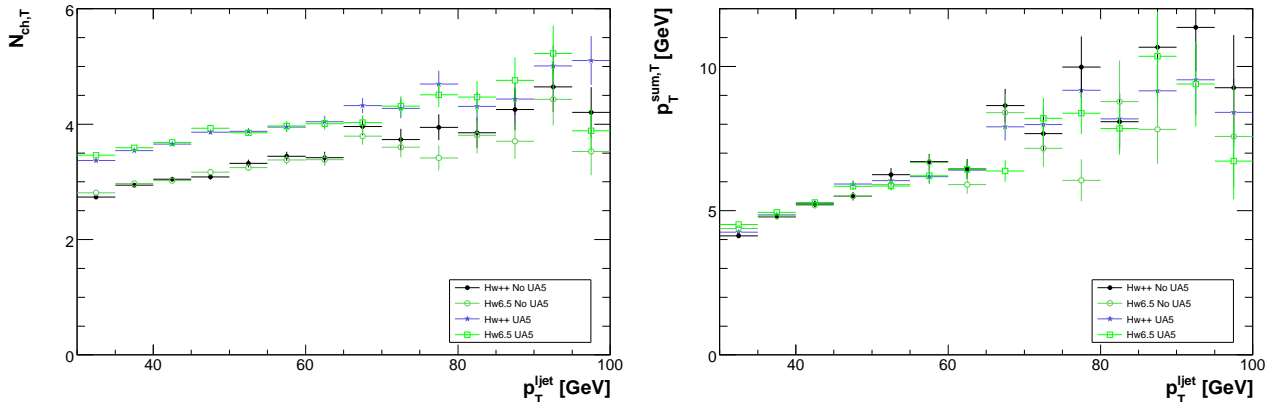 N_ch,T
6
4
2
0
40
60
80
100
p_T^ljet [GeV]
Hw++ No UA5
Hw6.5 No UA5
Hw++ UA5
Hw6.5 UA5
p_T^sum,T [GeV]
10
5
0
40
60
80
100
p_T^ljet [GeV]
Hw++ No UA5
Hw6.5 No UA5
Hw++ UA5
Hw6.5 UA5